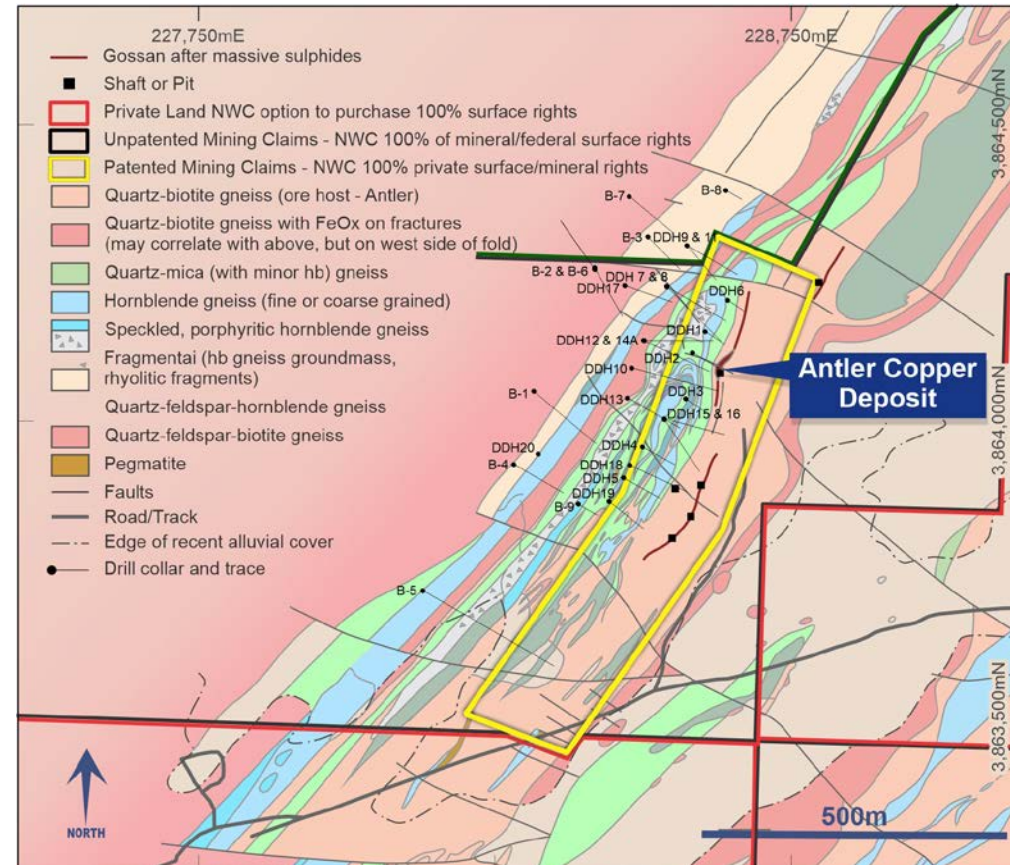 227,750mE
228,750mE
Gossan after massive sulphides
Shaft or Pit
Private Land NWC option to purchase 100% surface rights
Unpatented Mining Claims - NWC 100% of mineral/federal surface rights
Patented Mining Claims - NWC 100% private surface/mineral rights
Quartz-biotite gneiss (ore host - Antler)
Quartz-biotite gneiss with FeOx on fractures
(may correlate with above, but on west side of fold)
Quartz-mica (with minor hb) gneiss
Hornblende gneiss (fine or coarse grained)
Speckled, porphyritic hornblende gneiss
Fragmentai (hb gneiss groundmass,
rhyolitic fragments)
Quartz-feldspar-hornblende gneiss
Quartz-feldspar-biotite gneiss
Pegmatite
Faults
Road/Track
Edge of recent alluvial cover
Drill collar and trace
3,864,500mN
B-8
B-7
B-3
DDH9 & 11
B-2 & B-6
DDH 7 & 8
DDH17
DDH6
DDH1
DDH12 & 14A
DDH2
DDH10
Antler Copper
Deposit
B-1
DDH13
DDH3
DDH15 & 16
3,864,000mN
DDH20
DDH4
B-4
DDH18
DDH5
DDH19
B-9
B-5
3,863,500mN
NORTH
500m